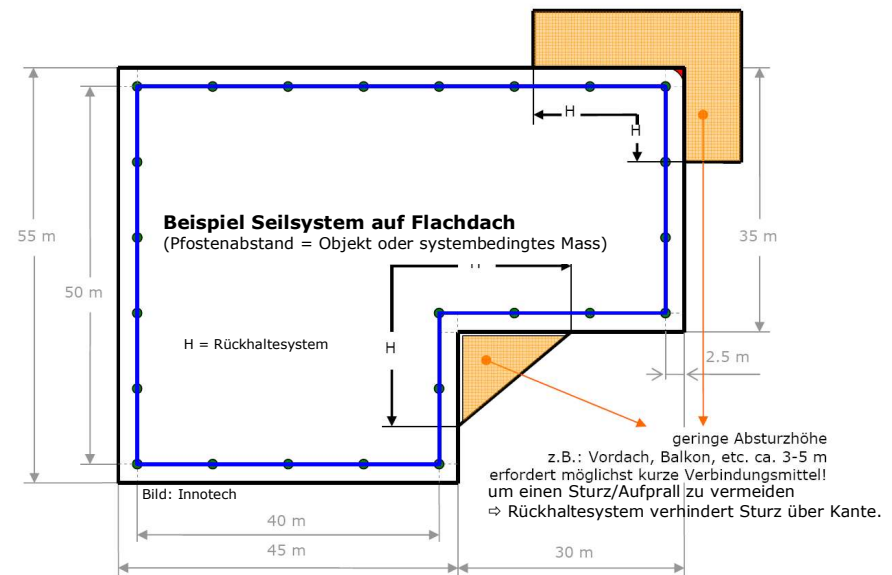 H
H
Beispiel Seilsystem auf Flachdach
(Pfostenabstand = Objekt oder systembedingtes Mass)
55 m
35 m
50 m
H
H = Rückhaltesystem
H
2.5 m
geringe Absturzhöhe
z.B.: Vordach, Balkon, etc. ca. 3-5 m
erfordert möglichst kurze Verbindungsmittel!
um einen Sturz/Aufprall zu vermeiden
⇨ Rückhaltesystem verhindert Sturz über Kante.
Bild: Innotech
40 m
45 m
30 m